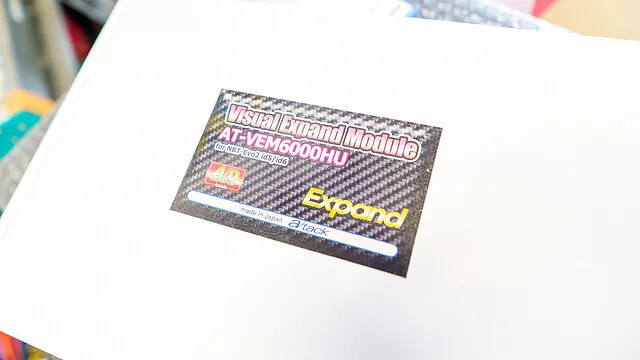 Visual Expand Module
AT-VEM6000HU
for NBT-Evo2 id5/id6
A/D
Expand
made in Japan a/tack